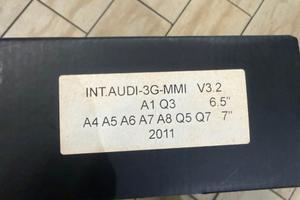 INT.AUDI-3G-MMI V3.2
A1 Q3 6.5"
A4 A5 A6 A7 A8 Q5 Q7 7"
2011